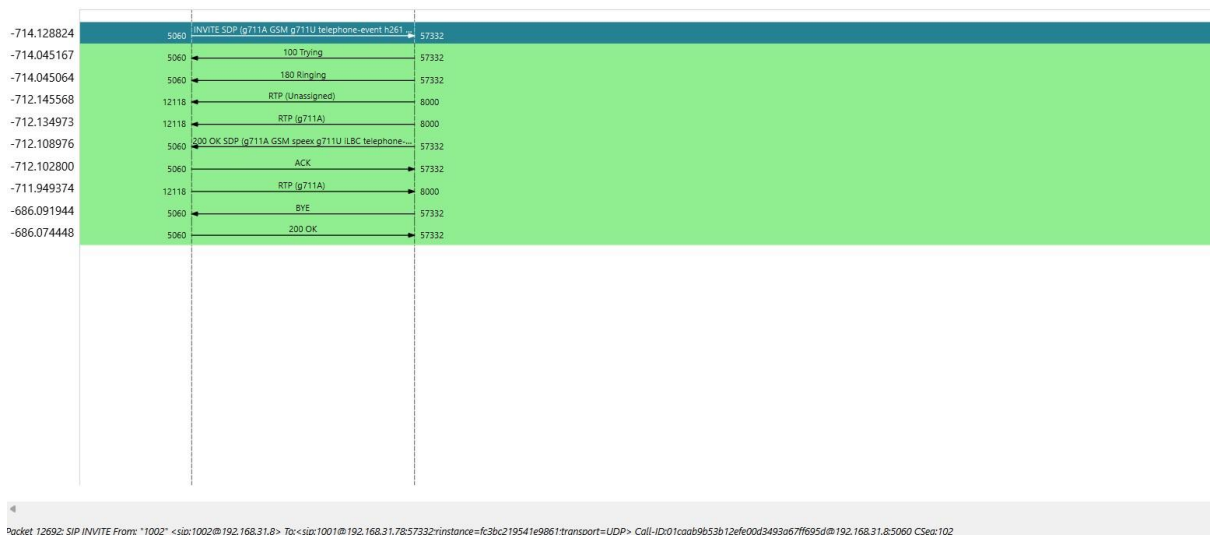 -714.128824 5060 INVITE SDP (g711A GSM g711U telephone-event h261 ... 57332
-714.045167 5060 100 Trying 57332
-714.045064 5060 180 Ringing 57332
-712.145568 12118 RTP (Unassigned) 8000
-712.134973 12118 RTP (g711A) 8000
-712.108976 5060 200 OK SDP (g711A GSM speex g711U iLBC telephone-... 57332
-712.102800 5060 ACK 57332
-711.949374 12118 RTP (g711A) 8000
-686.091944 5060 BYE 57332
-686.074448 5060 200 OK 57332
Packet 12692: SIP INVITE From: "1002" <sip:1002@192.168.31.8> To:<sip:1001@192.168.31.78:57332;rinstance=fc3bc219541e9861;transport=UDP> Call-ID:01caab9b53b12efe00d3493a67ff695d@192.168.31.8:5060 CSeq:102